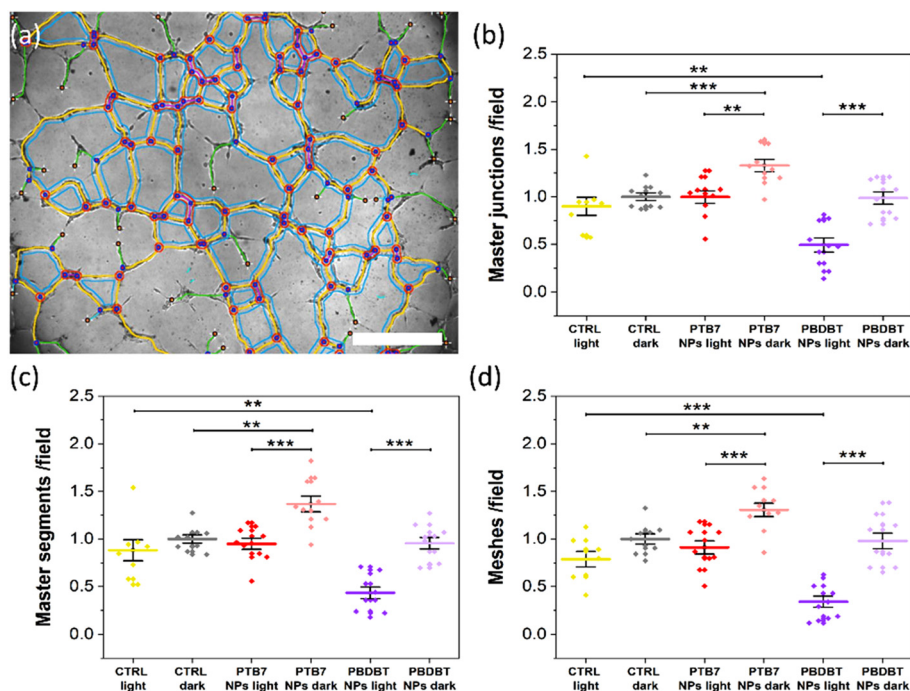 (a)
(b)
Master junctions /field
2.5
2.0
1.5
1.0
0.5
0.0
**
***
**
***
CTRL light
CTRL dark
PTB7 NPs light
PTB7 NPs dark
PBDBT NPs light
PBDBT NPs dark
(c)
Master segments /field
2.5
2.0
1.5
1.0
0.5
0.0
**
**
***
***
CTRL light
CTRL dark
PTB7 NPs light
PTB7 NPs dark
PBDBT NPs light
PBDBT NPs dark
(d)
Meshes /field
2.5
2.0
1.5
1.0
0.5
0.0
***
**
***
***
CTRL light
CTRL dark
PTB7 NPs light
PTB7 NPs dark
PBDBT NPs light
PBDBT NPs dark